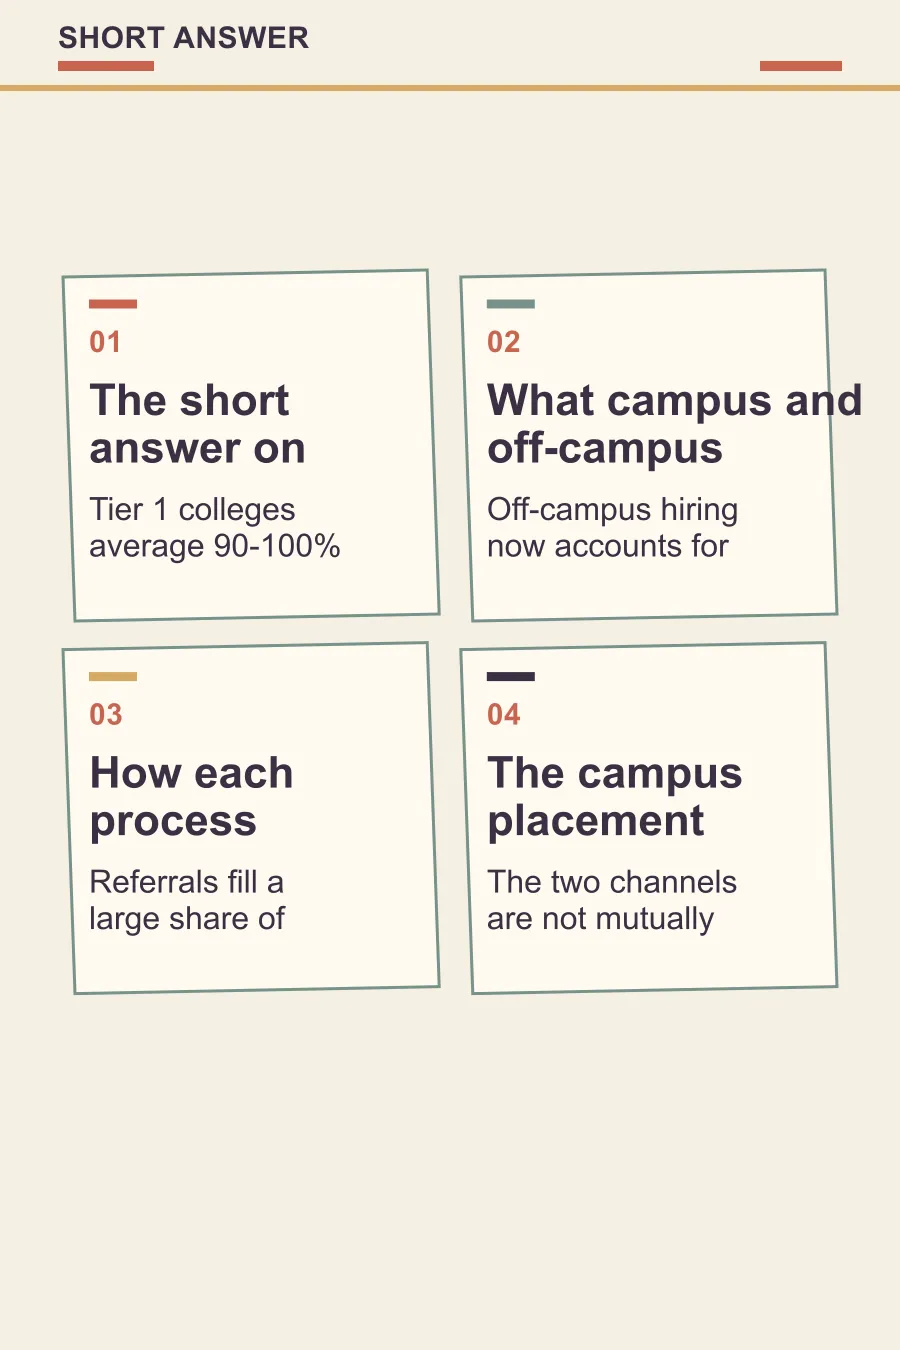 SHORT ANSWER
01
The short
answer on
Tier 1 colleges
average 90-100%
02
What campus and
off-campus
Off-campus hiring
now accounts for
03
How each
process
Referrals fill a
large share of
04
The campus
placement
The two channels
are not mutually